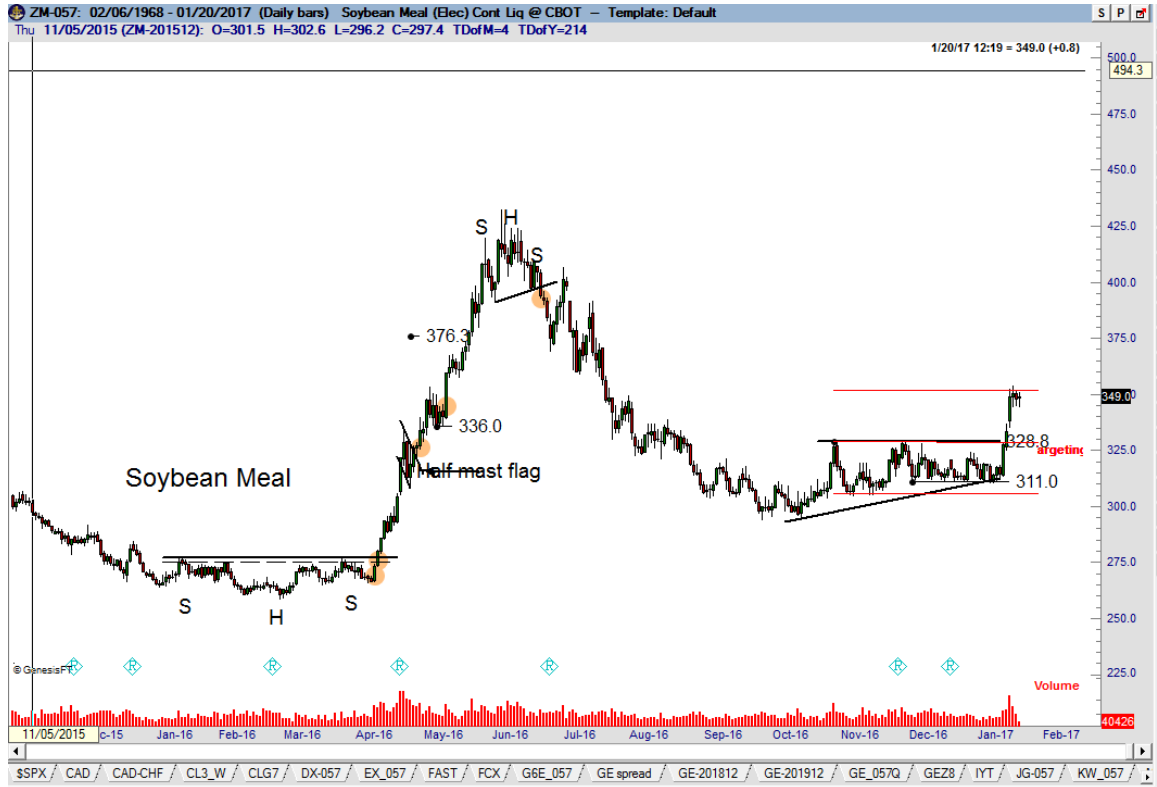 ZM-057: 02/06/1968 - 01/20/2017 (Daily bars) Soybean Meal (Elec) Cont Liq @ CBOT – Template: Default
S P
Thu 11/05/2015 (ZM-201512): O=301.5 H=302.6 L=296.2 C=297.4 TDofM=4 TDofY=214
1/20/17 12:19 = 349.0 (+0.8)
500.0
494.3
475.0
450.0
S H
425.0
S
400.0
376.3
375.0
349.0
336.0
328.8
argeting
325.0
Half mast flag
Soybean Meal
311.0
300.0
275.0
S H S
250.0
R R R R R R R
© GenesisFT
225.0
Volume
40426
11/05/2015 c-15 Jan-16 Feb-16 Mar-16 Apr-16 May-16 Jun-16 Jul-16 Aug-16 Sep-16 Oct-16 Nov-16 Dec-16 Jan-17 Feb-17
$SPX CAD CAD-CHF CL3_W CLG7 DX-057 EX_057 FAST FCX G6E_057 GE spread GE-201812 GE-201912 GE_057Q GEZ8 IYT JG-057 KW_057